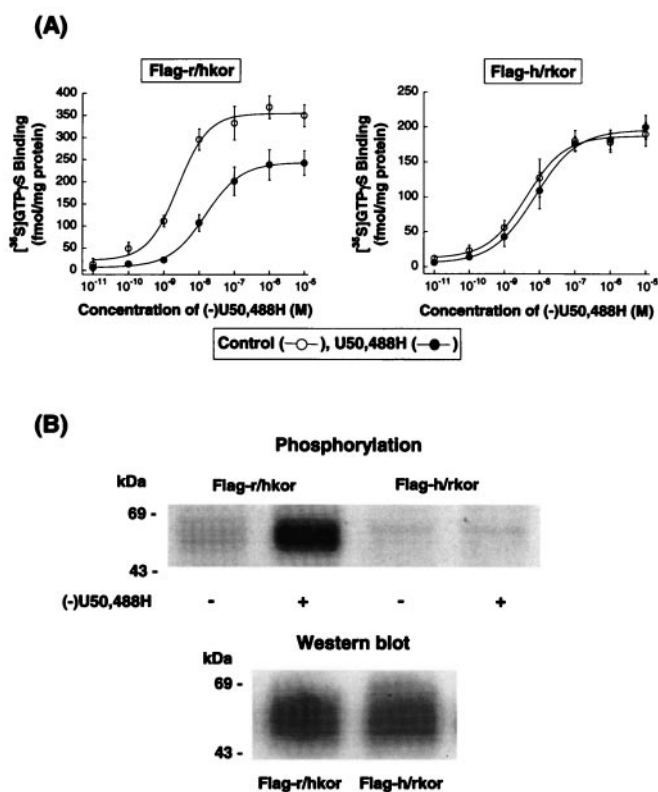 (A)
Flag-r/hkor
Flag-h/rkor
[³⁵S]GTPγS Binding
(fmol/mg protein)
400
350
300
250
200
150
100
50
0
10⁻¹¹ 10⁻¹⁰ 10⁻⁹ 10⁻⁸ 10⁻⁷ 10⁻⁶ 10⁻⁵
Concentration of (-)U50,488H (M)
[³⁵S]GTPγS Binding
(fmol/mg protein)
250
200
150
100
50
0
10⁻¹¹ 10⁻¹⁰ 10⁻⁹ 10⁻⁸ 10⁻⁷ 10⁻⁶ 10⁻⁵
Concentration of (-)U50,488H (M)
Control (—○—), U50,488H (—●—)
(B)
Phosphorylation
kDa
Flag-r/hkor Flag-h/rkor
69 -
43 -
(-)U50,488H - + - +
Western blot
kDa
69 -
43 -
Flag-r/hkor Flag-h/rkor